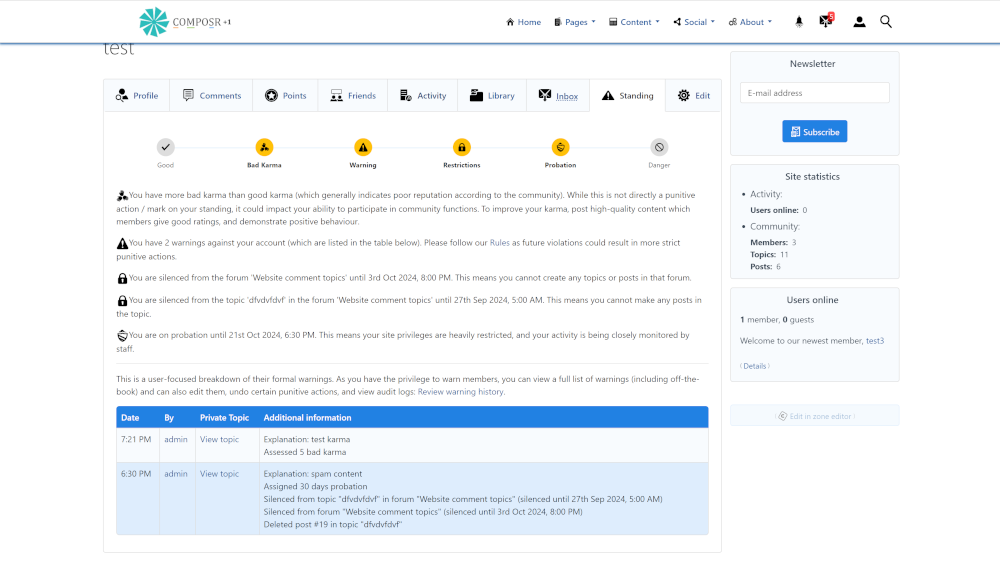 COMPOSR +1
Home
Pages
Content
Social
About
5
test
Profile
Comments
Points
Friends
Activity
Library
Inbox
Standing
Edit
Good
Bad Karma
Warning
Restrictions
Probation
Danger
You have more bad karma than good karma (which generally indicates poor reputation according to the community). While this is not directly a punitive
action / mark on your standing, it could impact your ability to participate in community functions. To improve your karma, post high-quality content which
members give good ratings, and demonstrate positive behaviour.
You have 2 warnings against your account (which are listed in the table below). Please follow our Rules as future violations could result in more strict
punitive actions.
You are silenced from the forum 'Website comment topics' until 3rd Oct 2024, 8:00 PM. This means you cannot create any topics or posts in that forum.
You are silenced from the topic 'dfvdvfdvf' in the forum 'Website comment topics' until 27th Sep 2024, 5:00 AM. This means you cannot make any posts in
the topic.
You are on probation until 21st Oct 2024, 6:30 PM. This means your site privileges are heavily restricted, and your activity is being closely monitored by
staff.
This is a user-focused breakdown of their formal warnings. As you have the privilege to warn members, you can view a full list of warnings (including off-the-
book) and can also edit them, undo certain punitive actions, and view audit logs: Review warning history.
Date By Private Topic Additional information
7:21 PM admin View topic Explanation: test karma
Assessed 5 bad karma
6:30 PM admin View topic Explanation: spam content
Assigned 30 days probation
Silenced from topic "dfvdvfdvf" in forum "Website comment topics" (silenced until 27th Sep 2024, 5:00 AM)
Silenced from forum "Website comment topics" (silenced until 3rd Oct 2024, 8:00 PM)
Deleted post #19 in topic "dfvdvfdvf"
Newsletter
E-mail address
Subscribe
Site statistics
Activity:
Users online: 0
Community:
Members: 3
Topics: 11
Posts: 6
Users online
1 member, 0 guests
Welcome to our newest member, test3
Details
Edit in zone editor